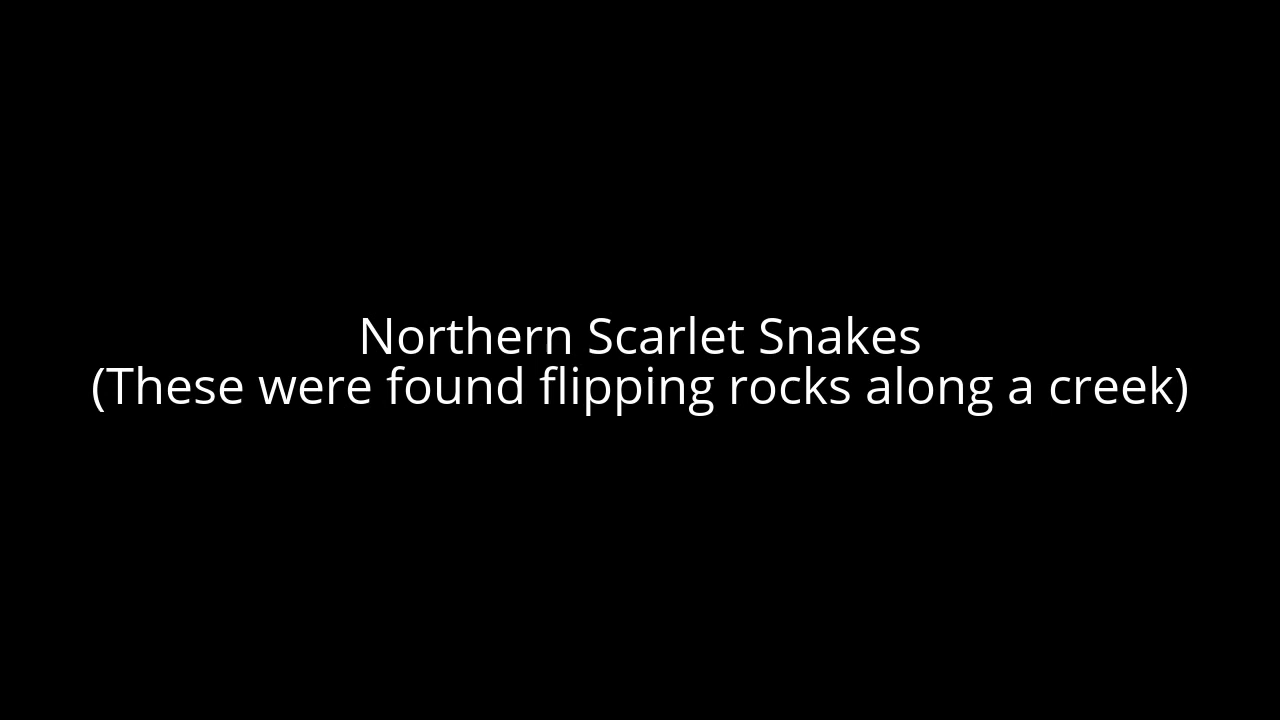 Northern Scarlet Snakes
(These were found flipping rocks along a creek)